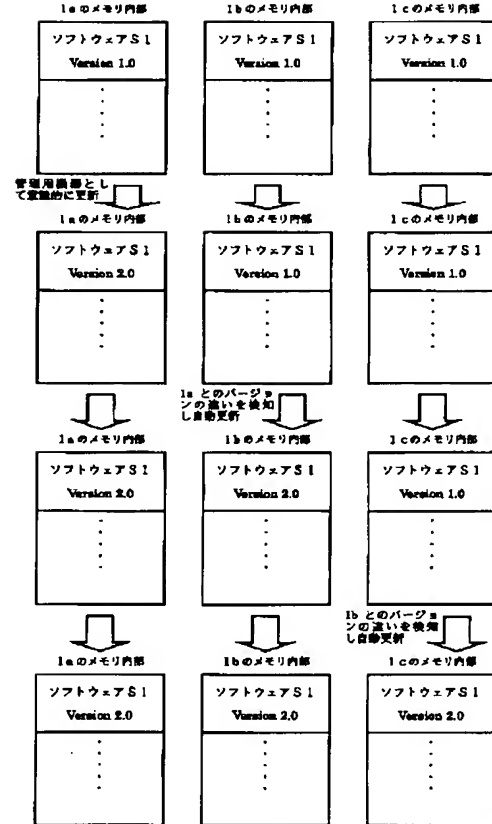 1aのメモリ内部 1bのメモリ内部 1cのメモリ内部
ソフトウェアS1 ソフトウェアS1 ソフトウェアS1
Version 1.0 Version 1.0 Version 1.0
管理用機器とし
て意識的に更新
1aのメモリ内部 1bのメモリ内部 1cのメモリ内部
ソフトウェアS1 ソフトウェアS1 ソフトウェアS1
Version 2.0 Version 1.0 Version 1.0
1a とのバージョ
ンの違いを検知
し自動更新
1aのメモリ内部 1bのメモリ内部 1cのメモリ内部
ソフトウェアS1 ソフトウェアS1 ソフトウェアS1
Version 2.0 Version 2.0 Version 1.0
1b とのバージョ
ンの違いを検知
し自動更新
1aのメモリ内部 1bのメモリ内部 1cのメモリ内部
ソフトウェアS1 ソフトウェアS1 ソフトウェアS1
Version 2.0 Version 2.0 Version 2.0